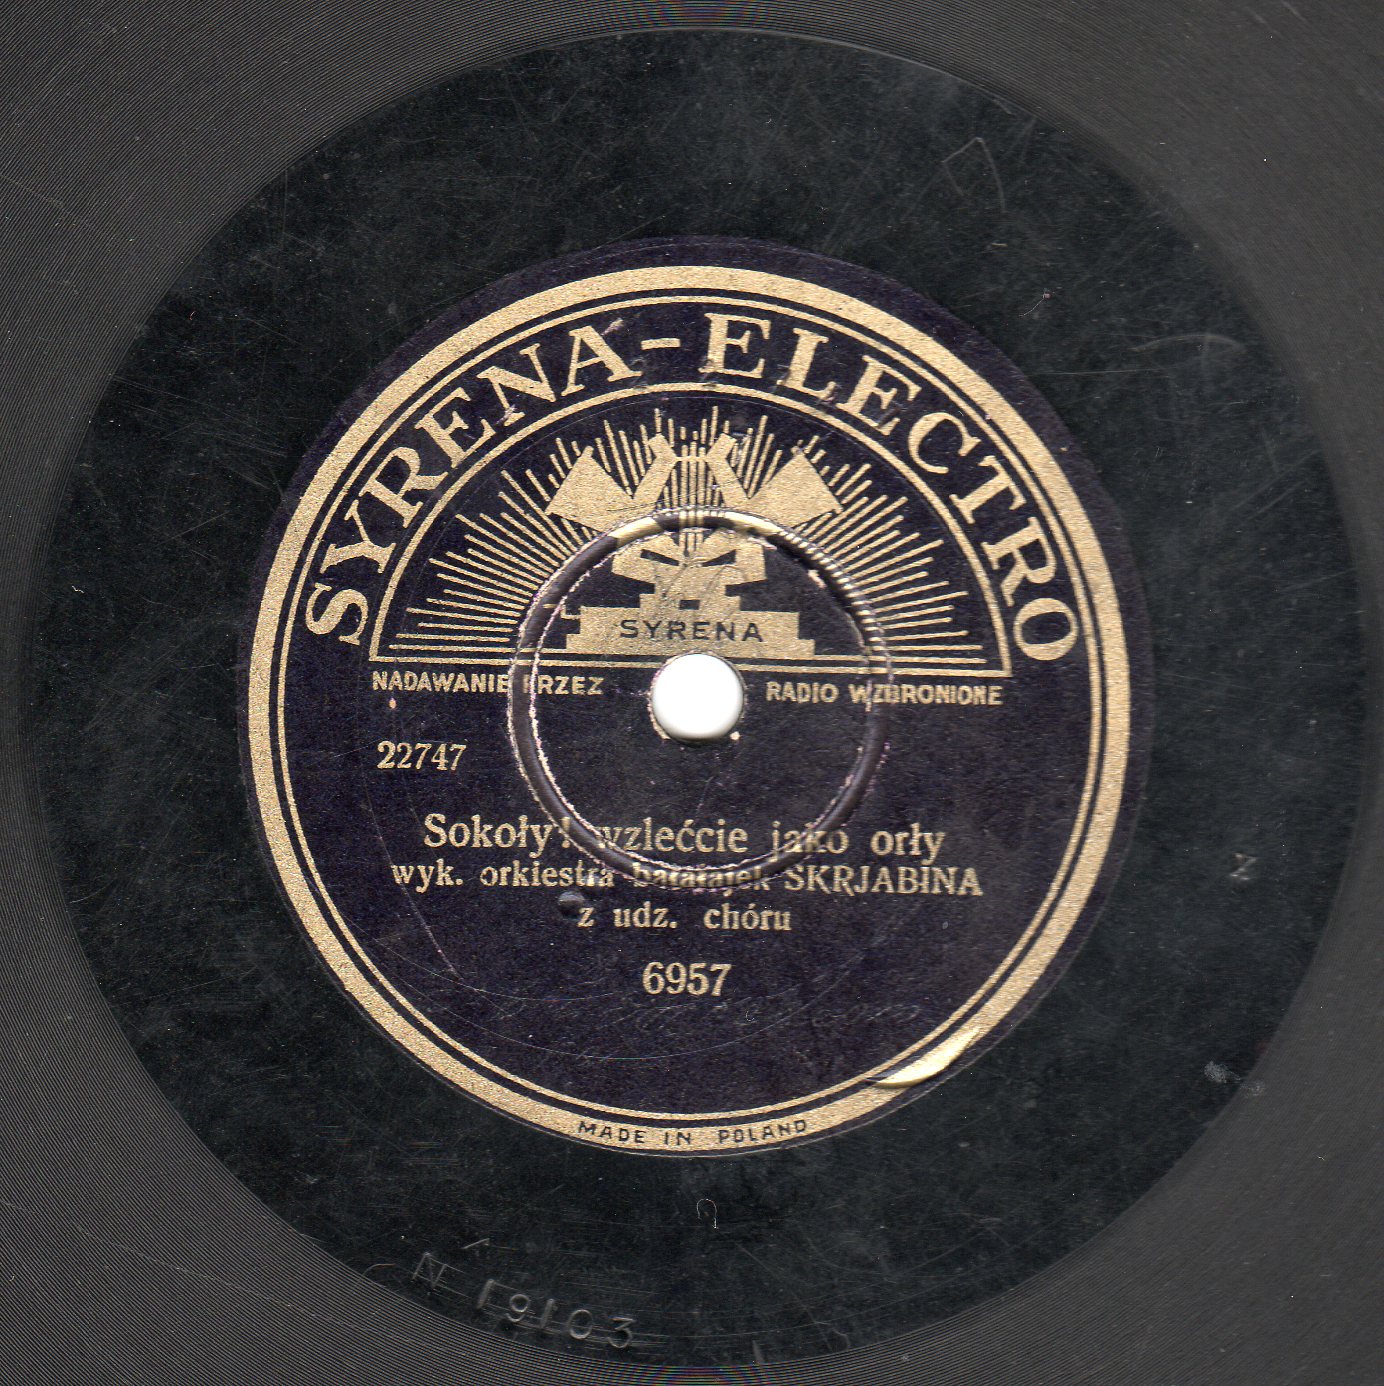 SYRENA-ELECTRO
SYRENA
NADAWANIE PRZEZ RADIO WZBRONIONE
22747
Sokoły! wzlećcie jako orły
wyk. orkiestra bałałajek SKRJABINA
z udz. chóru
6957
MADE IN POLAND
N 19103